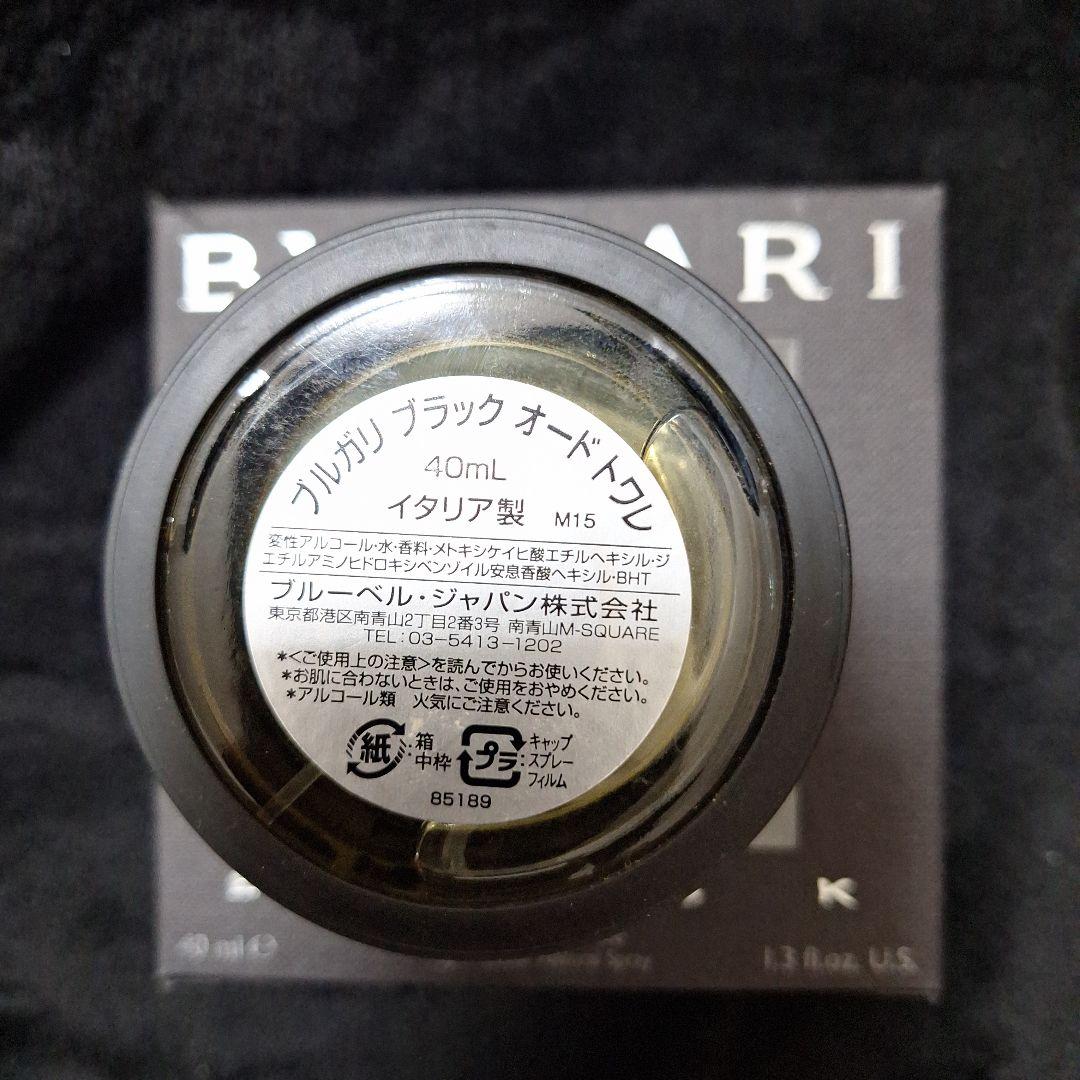 B ARI
ブルガリ ブラック オード トワレ
40mL
イタリア製 M15
変性アルコール・水・香料・メトキシケイヒ酸エチルヘキシル・ジ
エチルアミノヒドロキシベンゾイル安息香酸ヘキシル・BHT
ブルーベル・ジャパン株式会社
東京都港区南青山2丁目2番3号 南青山M-SQUARE
TEL:03-5413-1202
*<ご使用上の注意>を読んでからお使いください。
*お肌に合わないときは、ご使用をおやめください。
*アルコール類 火気にご注意ください。
紙 :箱 中枠
プラ :キャップ スプレー フィルム
85189
K
40 ml e 1.3 fl.oz. U.S.
Spray